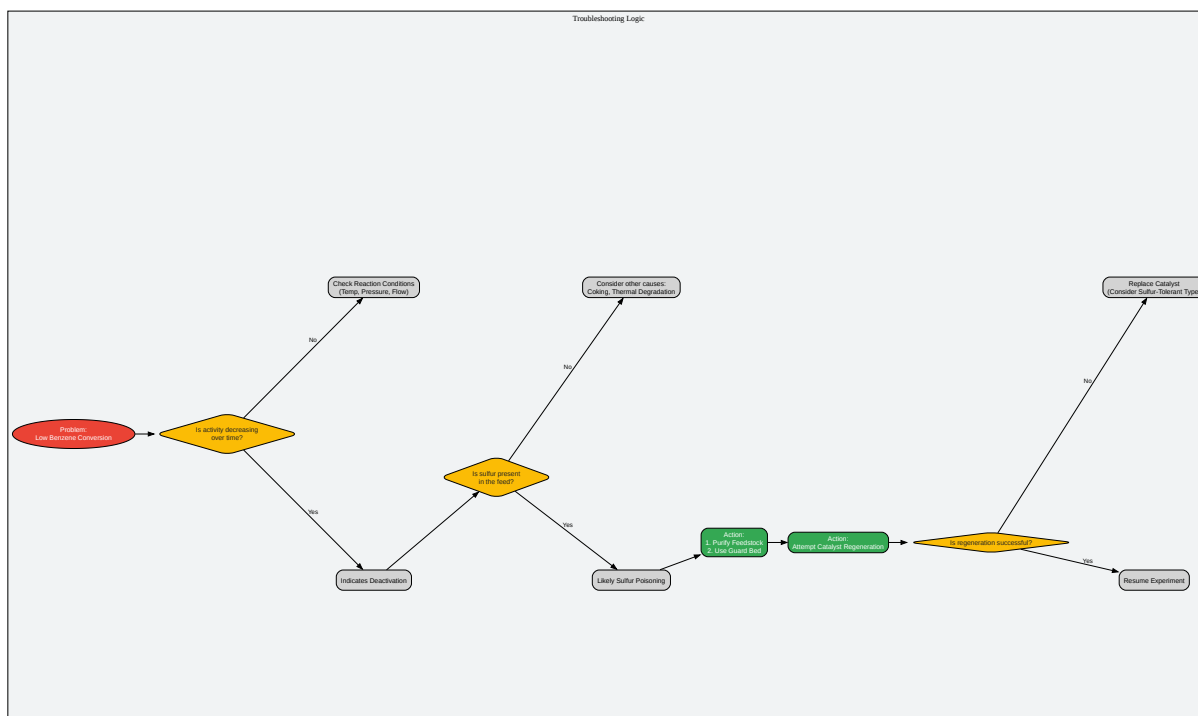 Troubleshooting Logic
Problem:
Low Benzene Conversion
Is activity decreasing
over time?
No
Check Reaction Conditions
(Temp, Pressure, Flow)
Yes
Indicates Deactivation
Is sulfur present
in the feed?
No
Consider other causes:
Coking, Thermal Degradation
Yes
Likely Sulfur Poisoning
Action:
1. Purify Feedstock
2. Use Guard Bed
Action:
Attempt Catalyst Regeneration
Is regeneration successful?
No
Replace Catalyst
(Consider Sulfur-Tolerant Type
Yes
Resume Experiment